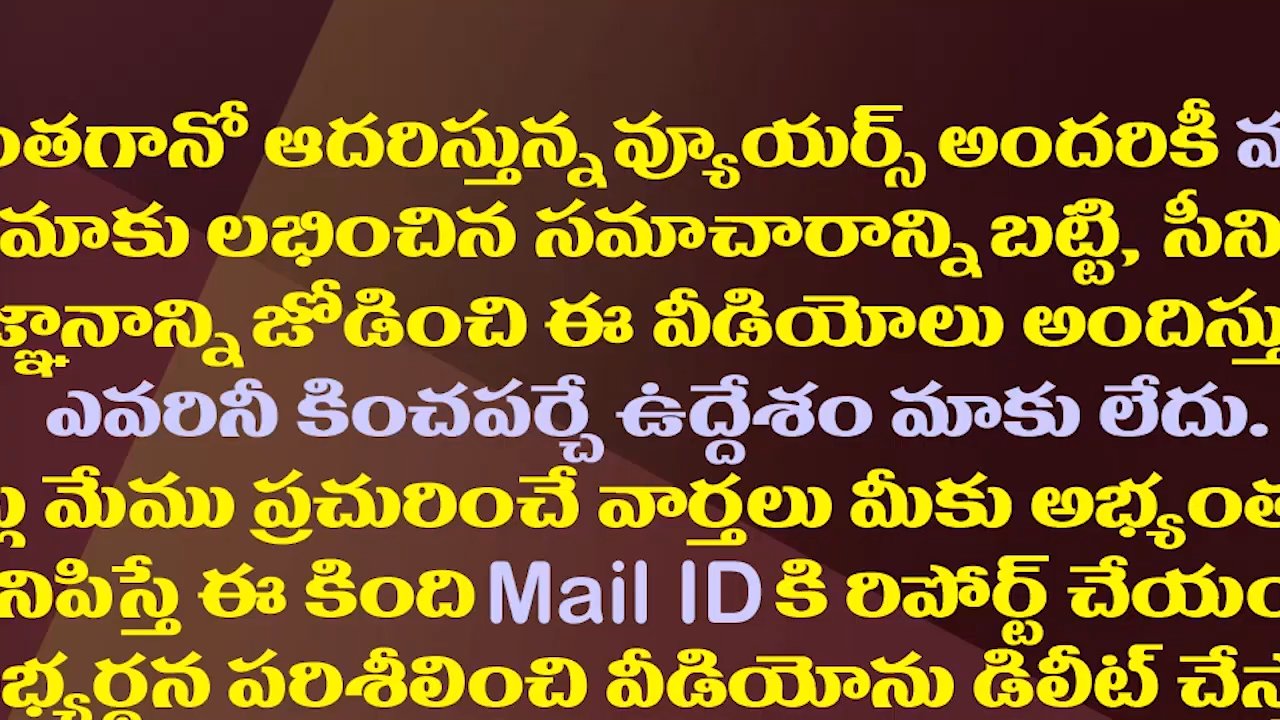 ఆదరిస్తున్న వ్యూయర్స్ అందరికీ
మాకు లభించిన సమాచారాన్ని బట్టి,
జోడించి ఈ వీడియోలు
ఎవరినీ కించపర్చే ఉద్దేశం మాకు లేదు.
మేము ప్రచురించే వార్తలు మీకు
ఈ కింది Mail ID కి రిపోర్ట్
పరిశీలించి వీడియోను డిలీట్